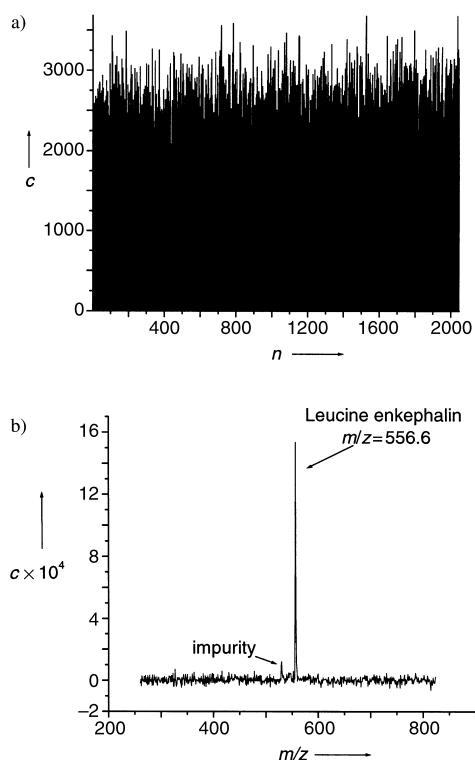 a)
3000
2000
c
1000
0
400 800 1200 1600 2000
n
b)
16
Leucine enkephalin
m/z=556.6
12
8
c × 10⁴
4
impurity
0
−2
200 400 600 800
m/z